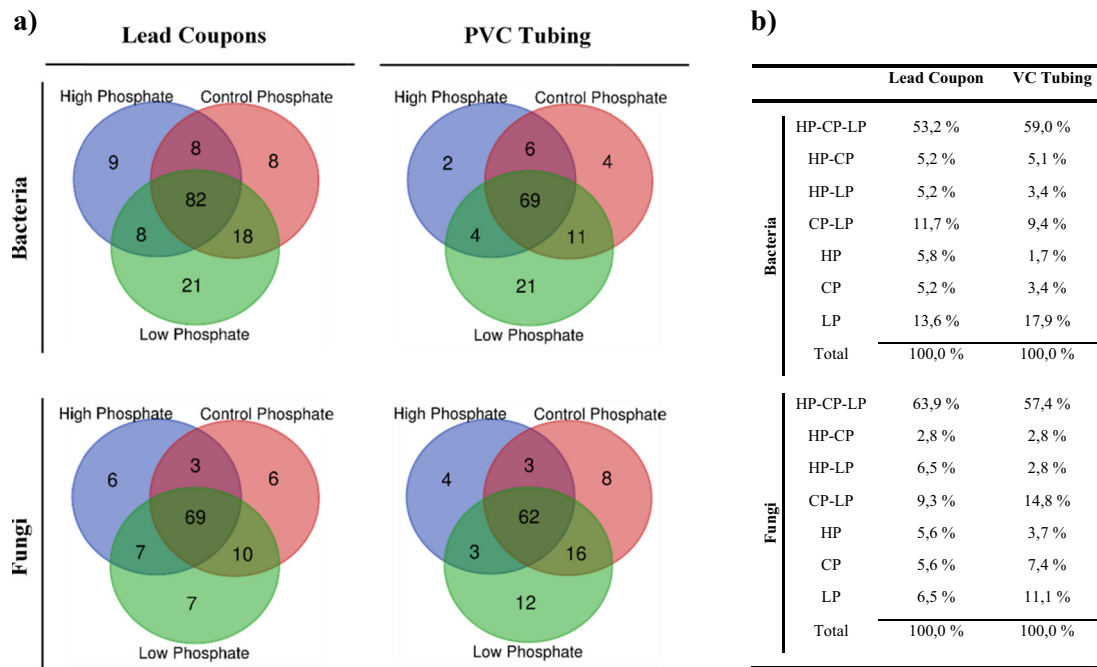 a)
Lead Coupons
PVC Tubing
Bacteria
High Phosphate
Control Phosphate
9
8
8
82
8
18
21
Low Phosphate
High Phosphate
Control Phosphate
2
6
4
69
4
11
21
Low Phosphate
Fungi
High Phosphate
Control Phosphate
6
3
6
69
7
10
7
Low Phosphate
High Phosphate
Control Phosphate
4
3
8
62
3
16
12
Low Phosphate
b)
Lead Coupon VC Tubing
Bacteria
HP-CP-LP 53,2 % 59,0 %
HP-CP 5,2 % 5,1 %
HP-LP 5,2 % 3,4 %
CP-LP 11,7 % 9,4 %
HP 5,8 % 1,7 %
CP 5,2 % 3,4 %
LP 13,6 % 17,9 %
Total 100,0 % 100,0 %
Fungi
HP-CP-LP 63,9 % 57,4 %
HP-CP 2,8 % 2,8 %
HP-LP 6,5 % 2,8 %
CP-LP 9,3 % 14,8 %
HP 5,6 % 3,7 %
CP 5,6 % 7,4 %
LP 6,5 % 11,1 %
Total 100,0 % 100,0 %